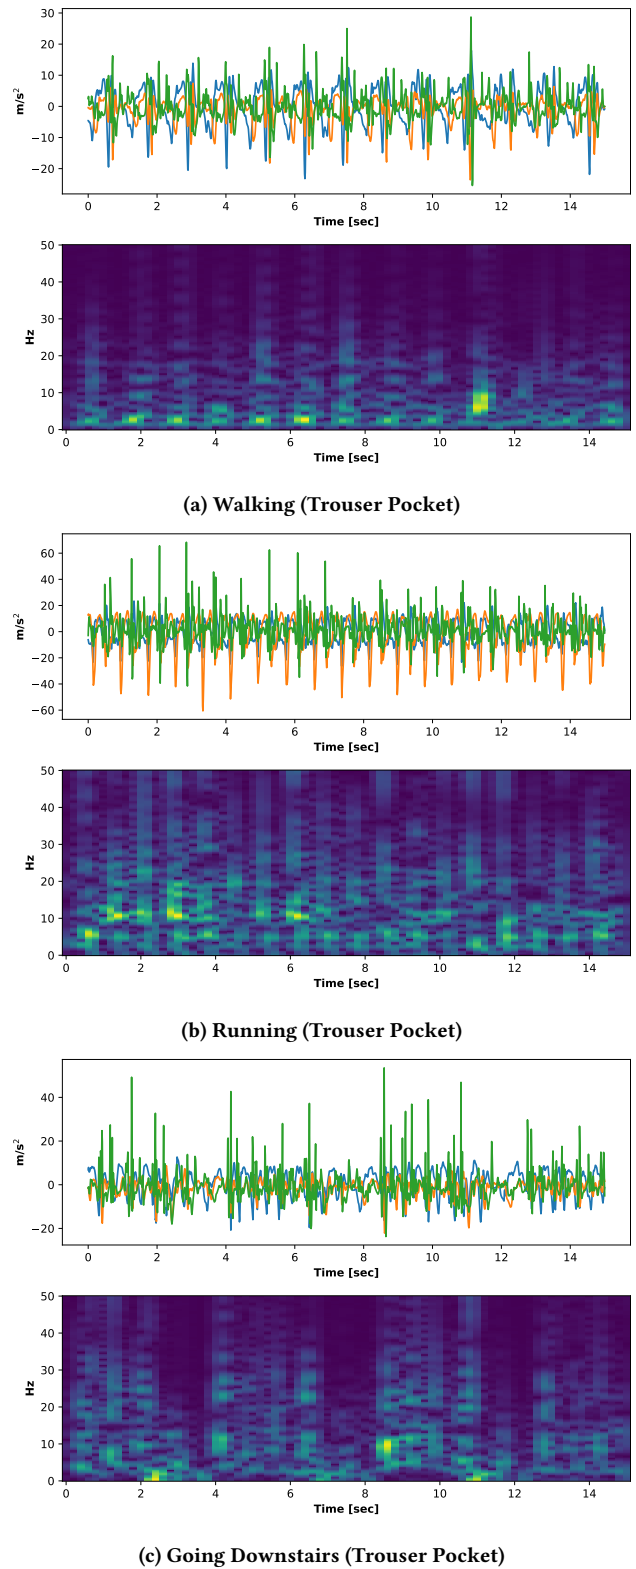 30
20
10
0
−10
−20
m/s²
0 2 4 6 8 10 12 14
Time [sec]
50
40
30
20
10
0
Hz
0 2 4 6 8 10 12 14
Time [sec]
(a) Walking (Trouser Pocket)
60
40
20
0
−20
−40
−60
m/s²
0 2 4 6 8 10 12 14
Time [sec]
50
40
30
20
10
0
Hz
0 2 4 6 8 10 12 14
Time [sec]
(b) Running (Trouser Pocket)
40
20
0
−20
m/s²
0 2 4 6 8 10 12 14
Time [sec]
50
40
30
20
10
0
Hz
0 2 4 6 8 10 12 14
Time [sec]
(c) Going Downstairs (Trouser Pocket)